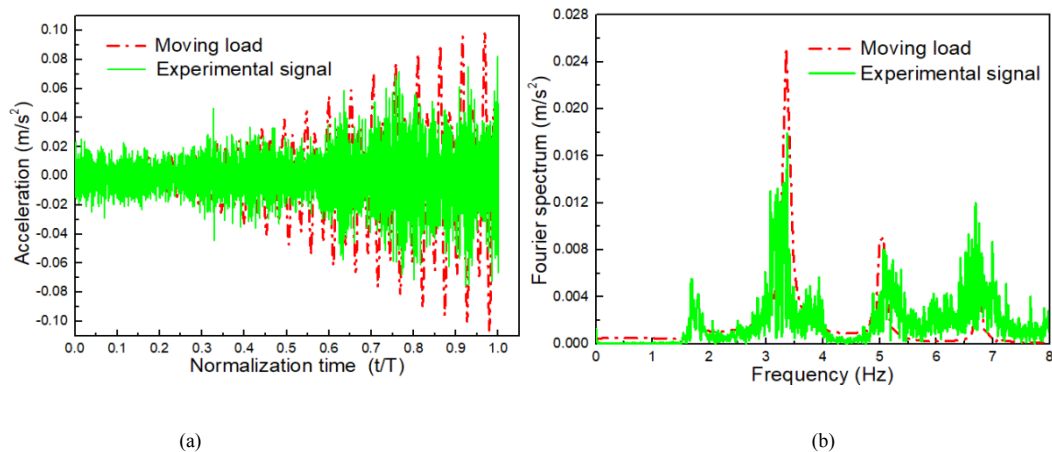 0.10
0.08
0.06
0.04
0.02
0.00
-0.02
-0.04
-0.06
-0.08
-0.10
Acceleration (m/s²)
Moving load
Experimental signal
0.0 0.1 0.2 0.3 0.4 0.5 0.6 0.7 0.8 0.9 1.0
Normalization time (t/T)
(a)
0.028
0.024
0.020
0.016
0.012
0.008
0.004
0.000
Fourier spectrum (m/s²)
Moving load
Experimental signal
0 1 2 3 4 5 6 7 8
Frequency (Hz)
(b)